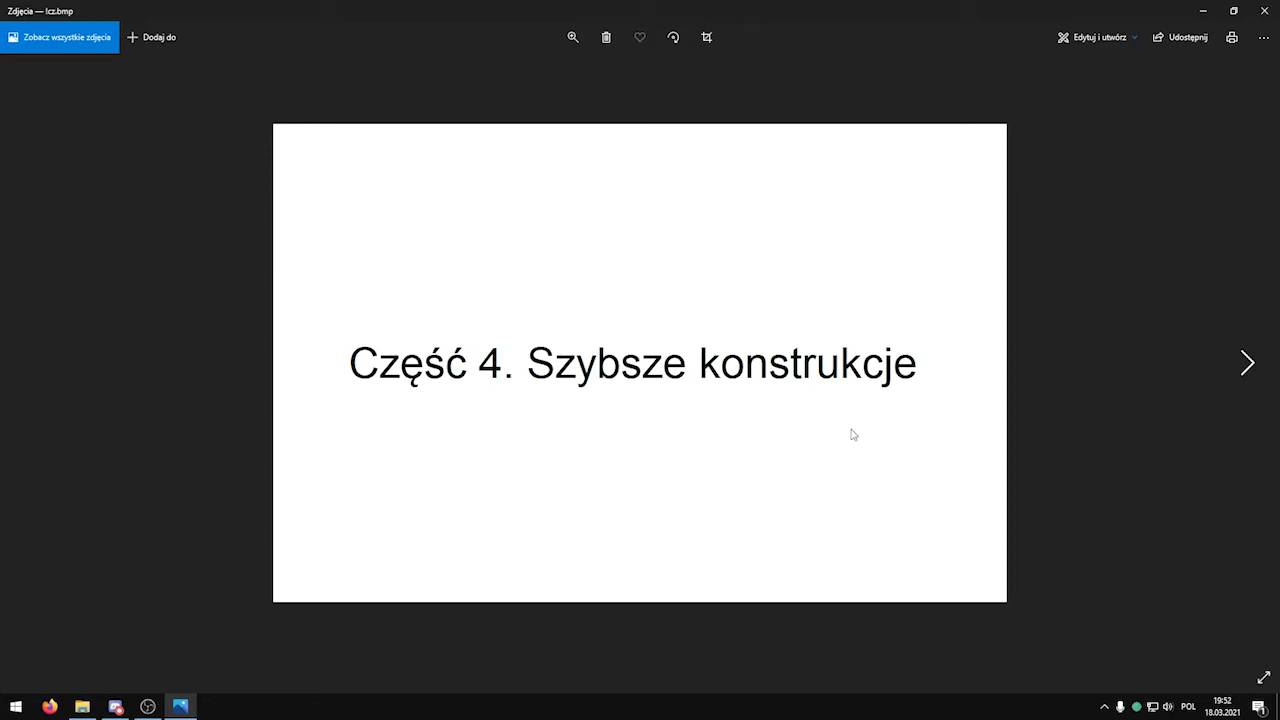 Zdjęcia — !cz.bmp
Zobacz wszystkie zdjęcia
Dodaj do
Edytuj i utwórz
Udostępnij
Część 4. Szybsze konstrukcje
POL
19:52
18.03.2021